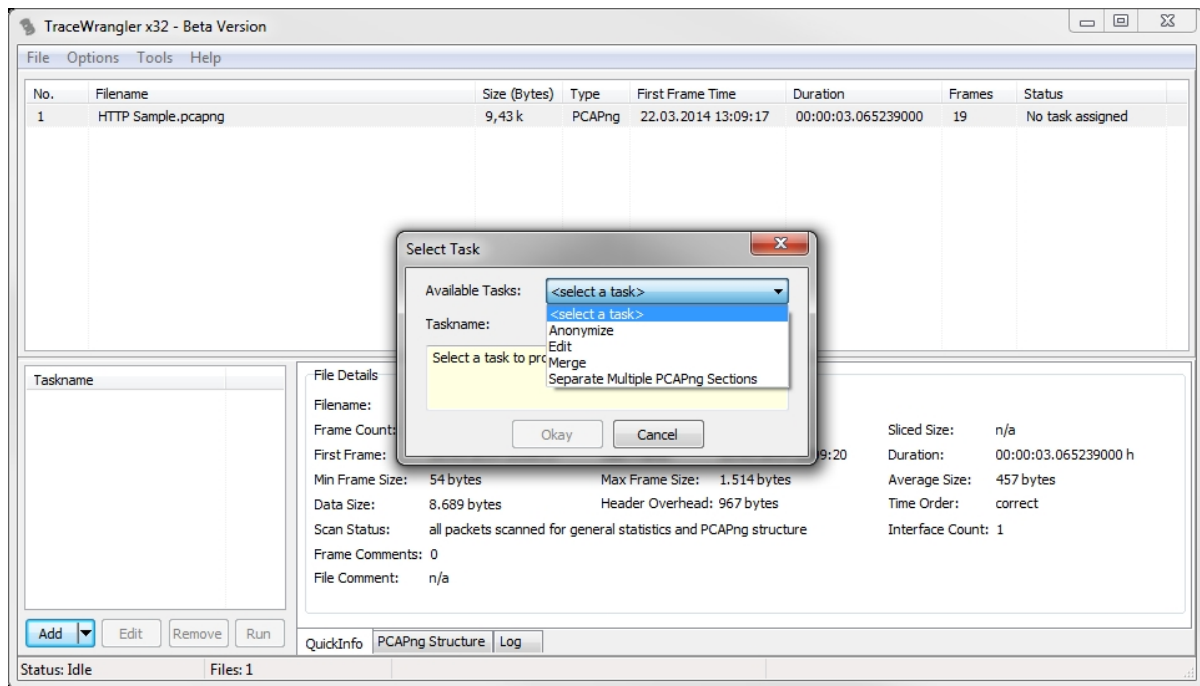 TraceWrangler x32 - Beta Version
File Options Tools Help
No. Filename Size (Bytes) Type First Frame Time Duration Frames Status
1 HTTP Sample.pcapng 9,43 k PCAPng 22.03.2014 13:09:17 00:00:03.065239000 19 No task assigned
Select Task
Available Tasks: <select a task>
<select a task>
Taskname:
Anonymize
Edit
Select a task to pro
Merge
Separate Multiple PCAPng Sections
Okay Cancel
Taskname
File Details
Filename:
Frame Count: Sliced Size: n/a
First Frame: 09:20 Duration: 00:00:03.065239000 h
Min Frame Size: 54 bytes Max Frame Size: 1.514 bytes Average Size: 457 bytes
Data Size: 8.689 bytes Header Overhead: 967 bytes Time Order: correct
Scan Status: all packets scanned for general statistics and PCAPng structure Interface Count: 1
Frame Comments: 0
File Comment: n/a
Add Edit Remove Run
QuickInfo PCAPng Structure Log
Status: Idle Files: 1